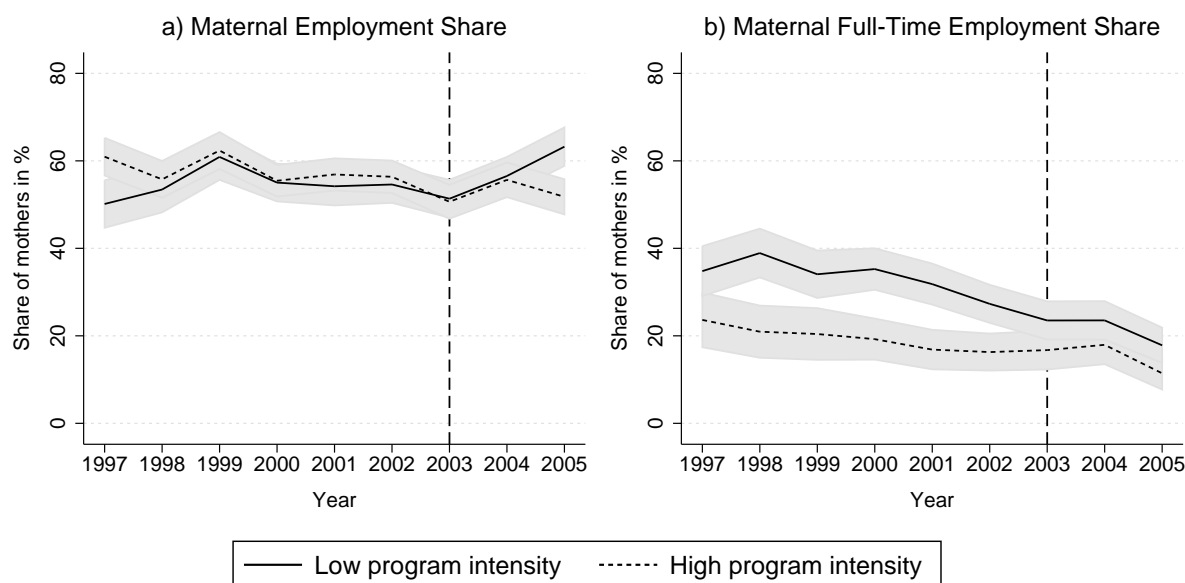 a) Maternal Employment Share
Share of mothers in %
80
60
40
20
0
1997 1998 1999 2000 2001 2002 2003 2004 2005
Year
b) Maternal Full-Time Employment Share
Share of mothers in %
80
60
40
20
0
1997 1998 1999 2000 2001 2002 2003 2004 2005
Year
Low program intensity High program intensity